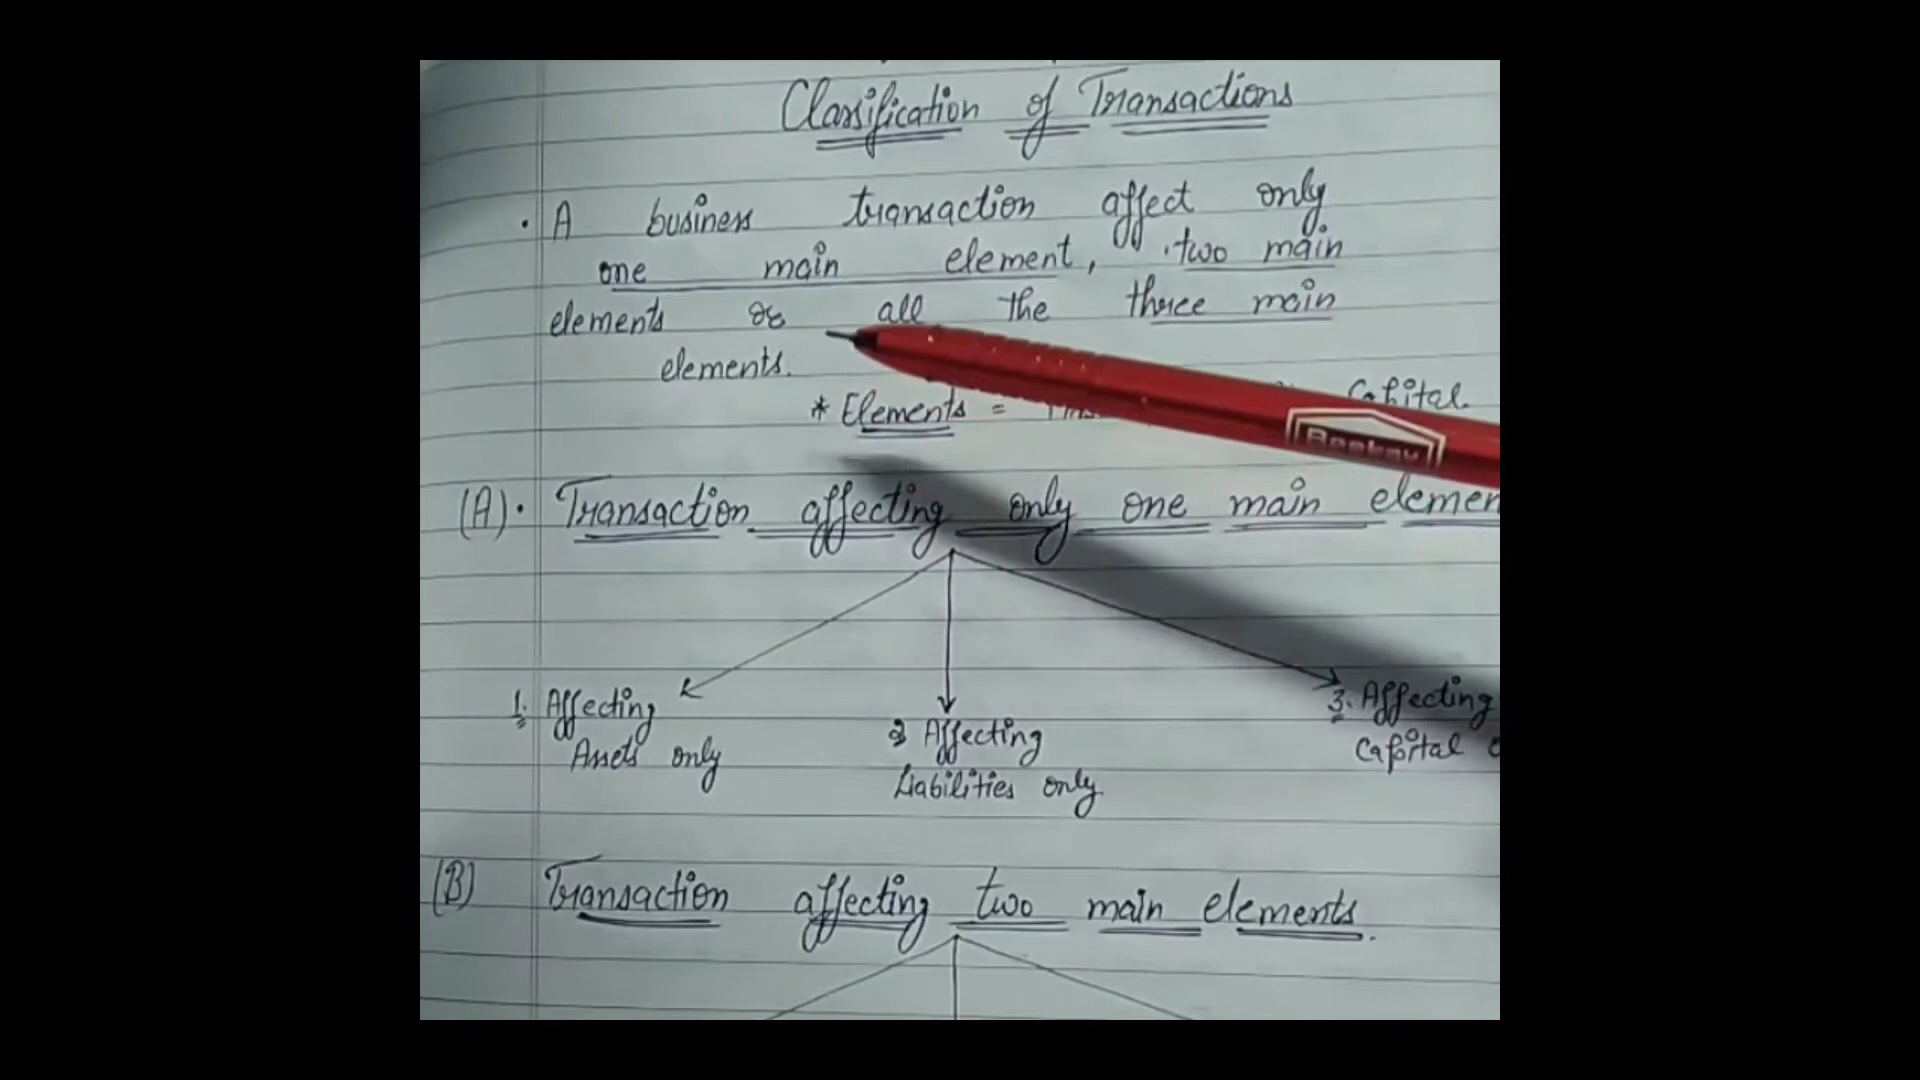 Classification of Transactions
• A business transaction affect only
one main element, two main
elements or all the three main
elements.
* Elements = Capital.
(A). Transaction affecting only one main elemen
1. Affecting
Assets only
2 Affecting
Liabilities only
3. Affecting
Capital
(B) Transaction affecting two main elements.